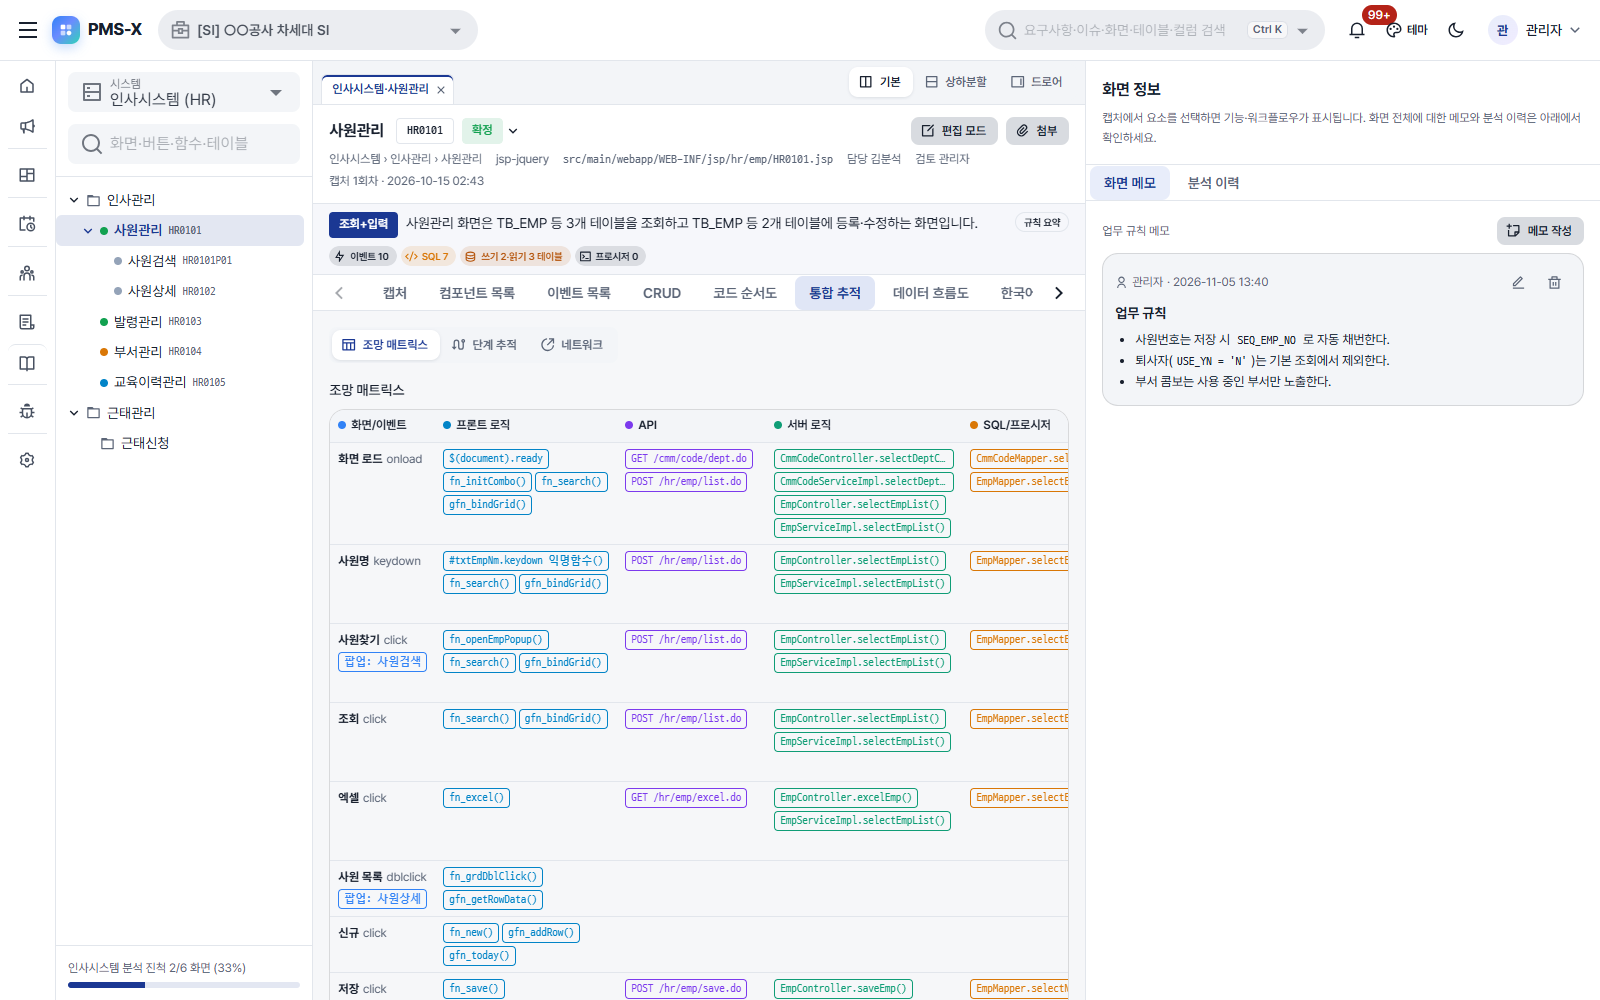 PMS-X
[SI] 〇〇공사 차세대 SI
요구사항·이슈·화면·테이블·컬럼 검색
Ctrl K
99+
테마
관
관리자
시스템
인사시스템 (HR)
화면·버튼·함수·테이블
인사관리
사원관리 HR0101
사원검색 HR0101P01
사원상세 HR0102
발령관리 HR0103
부서관리 HR0104
교육이력관리 HR0105
근태관리
근태신청
인사시스템 분석 진척 2/6 화면 (33%)
인사시스템·사원관리
기본
상하분할
드로어
사원관리
HR0101
확정
편집 모드
첨부
인사시스템 › 인사관리 › 사원관리 jsp-jquery src/main/webapp/WEB-INF/jsp/hr/emp/HR0101.jsp 담당 김분석 검토 관리자
캡처 1회차 · 2026-10-15 02:43
조회+입력
사원관리 화면은 TB_EMP 등 3개 테이블을 조회하고 TB_EMP 등 2개 테이블에 등록·수정하는 화면입니다.
규칙 요약
이벤트 10
SQL 7
쓰기 2·읽기 3 테이블
프로시저 0
캡처
컴포넌트 목록
이벤트 목록
CRUD
코드 순서도
통합 추적
데이터 흐름도
조망 매트릭스
단계 추적
네트워크
조망 매트릭스
화면/이벤트
프론트 로직
API
서버 로직
SQL/프로시저
화면 로드 onload
$(document).ready
fn_initCombo() fn_search()
gfn_bindGrid()
GET /cmm/code/dept.do
POST /hr/emp/list.do
CmmCodeController.selectDeptC…
CmmCodeServiceImpl.selectDept…
EmpController.selectEmpList()
EmpServiceImpl.selectEmpList()
CmmCodeMapper.sel
EmpMapper.selectE
사원명 keydown
#txtEmpNm.keydown 익명함수()
fn_search() gfn_bindGrid()
POST /hr/emp/list.do
EmpController.selectEmpList()
EmpServiceImpl.selectEmpList()
EmpMapper.selectE
사원찾기 click
팝업: 사원검색
fn_openEmpPopup()
fn_search() gfn_bindGrid()
POST /hr/emp/list.do
EmpController.selectEmpList()
EmpServiceImpl.selectEmpList()
EmpMapper.selectE
조회 click
fn_search() gfn_bindGrid()
POST /hr/emp/list.do
EmpController.selectEmpList()
EmpServiceImpl.selectEmpList()
EmpMapper.selectE
엑셀 click
fn_excel()
GET /hr/emp/excel.do
EmpController.excelEmp()
EmpServiceImpl.selectEmpList()
EmpMapper.selectE
사원 목록 dblclick
팝업: 사원상세
fn_grdDblClick()
gfn_getRowData()
신규 click
fn_new() gfn_addRow()
gfn_today()
저장 click
fn_save()
POST /hr/emp/save.do
EmpController.saveEmp()
화면 정보
캡처에서 요소를 선택하면 기능·워크플로우가 표시됩니다. 화면 전체에 대한 메모와 분석 이력은 아래에서
확인하세요.
화면 메모
분석 이력
업무 규칙 메모
메모 작성
관리자 · 2026-11-05 13:40
업무 규칙
사원번호는 저장 시 SEQ_EMP_NO 로 자동 채번한다.
퇴사자( USE_YN = 'N' )는 기본 조회에서 제외한다.
부서 콤보는 사용 중인 부서만 노출한다.